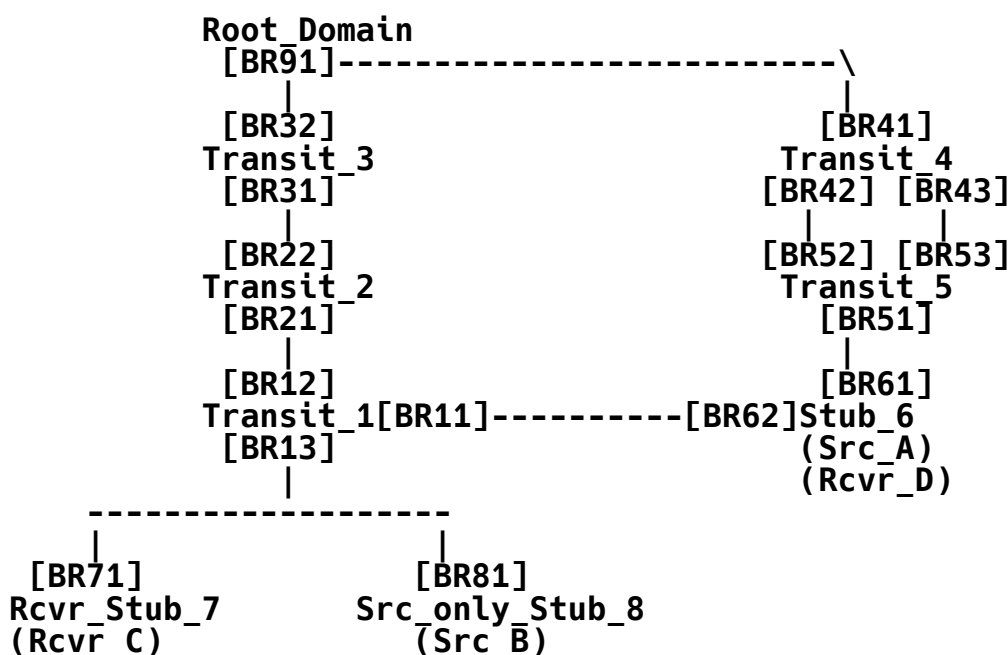 Root_Domain
[BR91]---------------------------\
|                                |
[BR32] [BR41]
Transit_3 Transit_4
[BR31] [BR42] [BR43]
| | |
[BR22] [BR52] [BR53]
Transit_2 Transit_5
[BR21] [BR51]
| |
[BR12] [BR61]
Transit_1[BR11]----------[BR62]Stub_6
[BR13] (Src_A)
| (Rcvr_D)
-------------------
| |
[BR71] [BR81]
Rcvr_Stub_7 Src_only_Stub_8
(Rcvr C) (Src B)